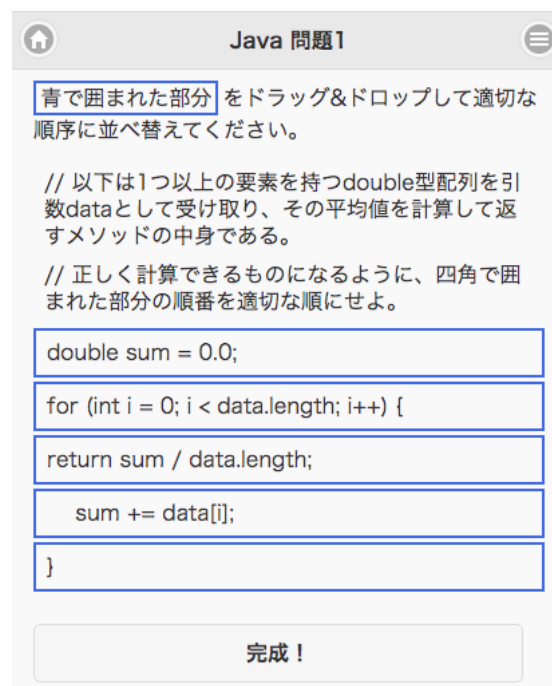 Java 問題1
青で囲まれた部分 をドラッグ&ドロップして適切な
順序に並べ替えてください。
// 以下は1つ以上の要素を持つdouble型配列を引
数dataとして受け取り、その平均値を計算して返
すメソッドの中身である。
// 正しく計算できるものになるように、四角で囲
まれた部分の順番を適切な順にせよ。
double sum = 0.0;
for (int i = 0; i < data.length; i++) {
return sum / data.length;
sum += data[i];
}
完成！